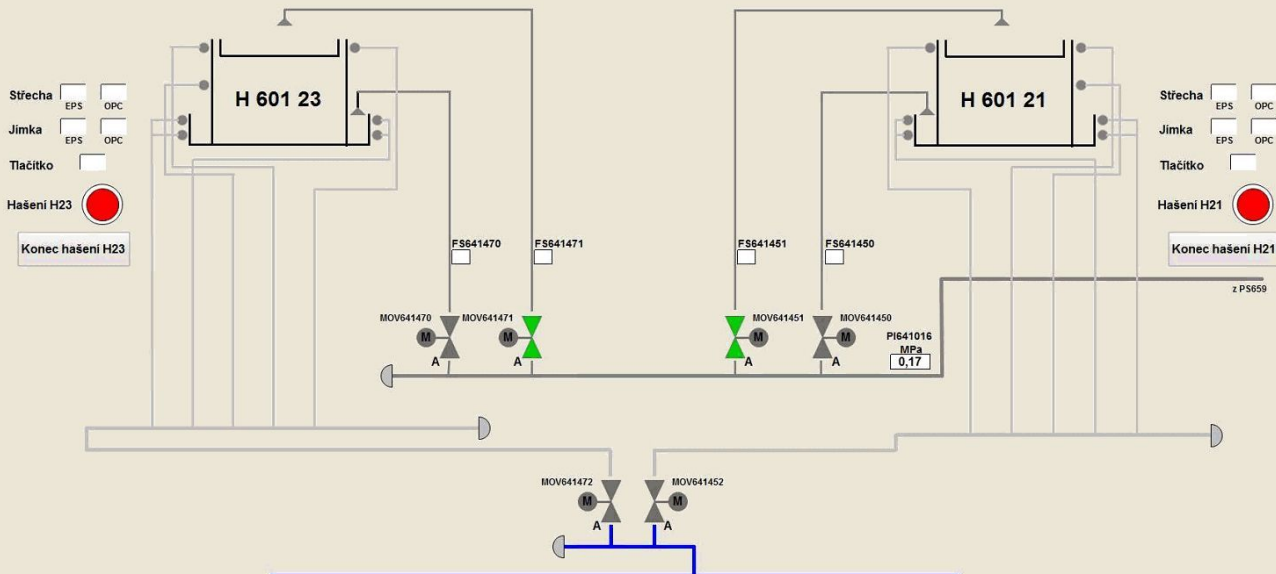 H 601 23
H 601 21
Střecha
EPS
OPC
Jímka
EPS
OPC
Tlačítko
Hašení H23
Konec hašení H23
Střecha
EPS
OPC
Jímka
EPS
OPC
Tlačítko
Hašení H21
Konec hašení H21
FS641470
FS641471
FS641451
FS641450
z PS659
MOV641470
M
A
MOV641471
M
A
MOV641451
M
A
MOV641450
M
A
PI641016
MPa
0,17
MOV641472
M
A
MOV641452
M
A